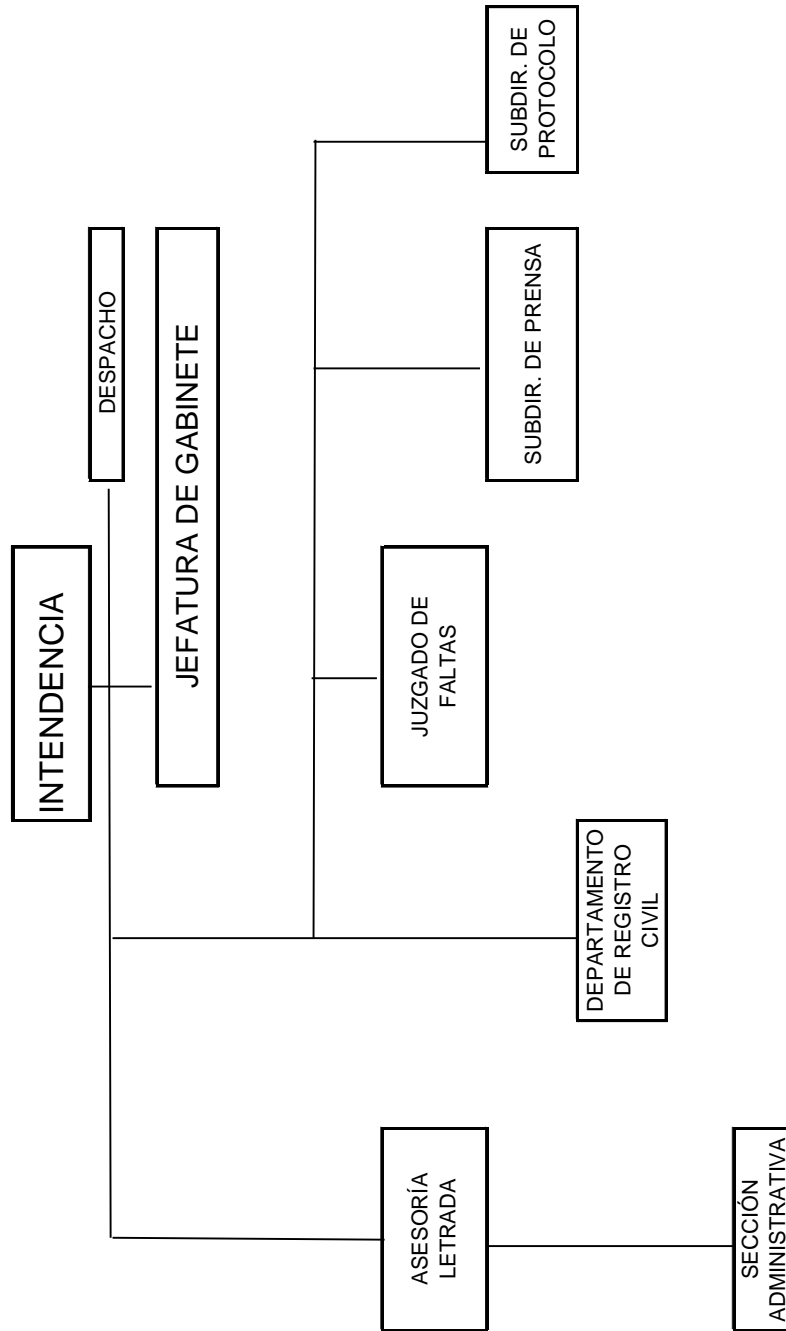 INTENDENCIA
DESPACHO
JEFATURA DE GABINETE
ASESORÍA
LETRADA
JUZGADO DE
FALTAS
SUBDIR. DE PRENSA
SUBDIR. DE
PROTOCOLO
DEPARTAMENTO
DE REGISTRO
CIVIL
SECCIÓN
ADMINISTRATIVA